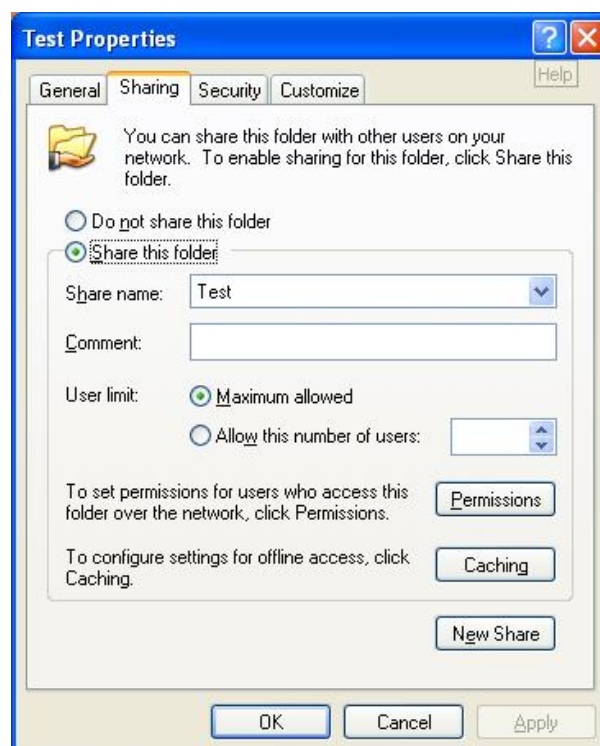 Test Properties
?
Help
General Sharing Security Customize
You can share this folder with other users on your
network. To enable sharing for this folder, click Share this
folder.
Do not share this folder
Share this folder
Share name: Test
Comment:
User limit: Maximum allowed
Allow this number of users:
To set permissions for users who access this
folder over the network, click Permissions.
Permissions
To configure settings for offline access, click
Caching.
Caching
New Share
OK Cancel Apply